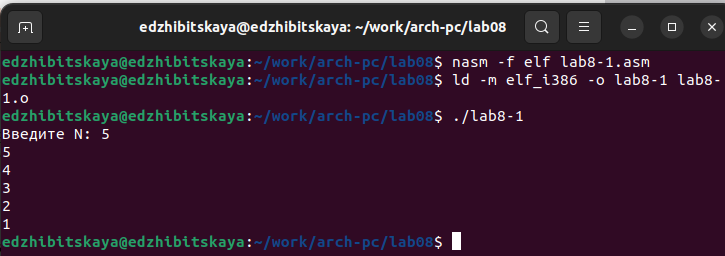 edzhibitskaya@edzhibitskaya: ~/work/arch-pc/lab08
edzhibitskaya@edzhibitskaya:~/work/arch-pc/lab08$ nasm -f elf lab8-1.asm
edzhibitskaya@edzhibitskaya:~/work/arch-pc/lab08$ ld -m elf_i386 -o lab8-1 lab8-
1.o
edzhibitskaya@edzhibitskaya:~/work/arch-pc/lab08$ ./lab8-1
Введите N: 5
5
4
3
2
1
edzhibitskaya@edzhibitskaya:~/work/arch-pc/lab08$